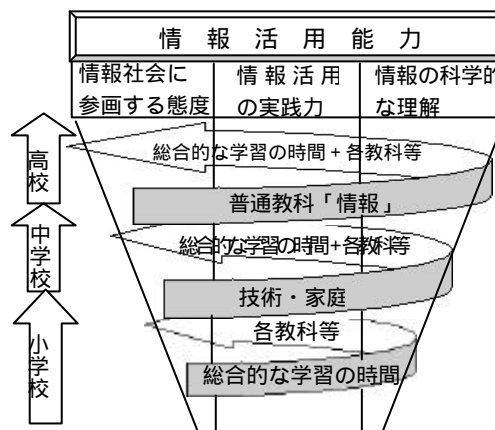 情報活用能力
情報社会に
参画する態度
情報活用
の実践力
情報の科学的
な理解
高校
総合的な学習の時間+各教科等
普通教科「情報」
中学校
総合的な学習の時間+各教科等
技術・家庭
小学校
各教科等
総合的な学習の時間